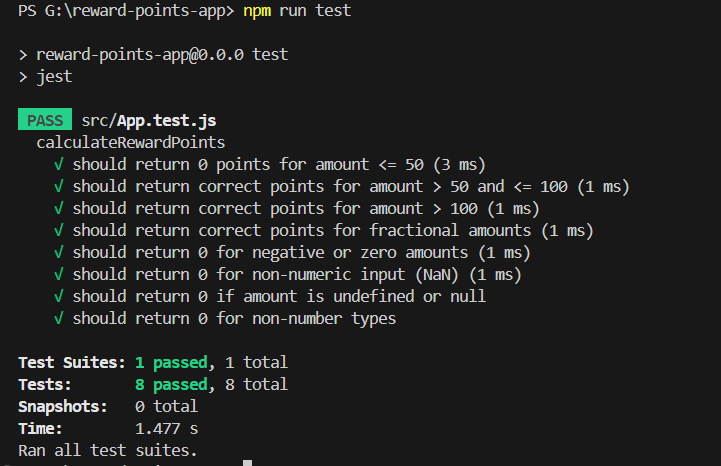 PS G:\reward-points-app> npm run test
> reward-points-app@0.0.0 test
> jest
PASS src/App.test.js
calculateRewardPoints
√ should return 0 points for amount <= 50 (3 ms)
√ should return correct points for amount > 50 and <= 100 (1 ms)
√ should return correct points for amount > 100 (1 ms)
√ should return correct points for fractional amounts (1 ms)
√ should return 0 for negative or zero amounts (1 ms)
√ should return 0 for non-numeric input (NaN) (1 ms)
√ should return 0 if amount is undefined or null
√ should return 0 for non-number types
Test Suites: 1 passed, 1 total
Tests: 8 passed, 8 total
Snapshots: 0 total
Time: 1.477 s
Ran all test suites.